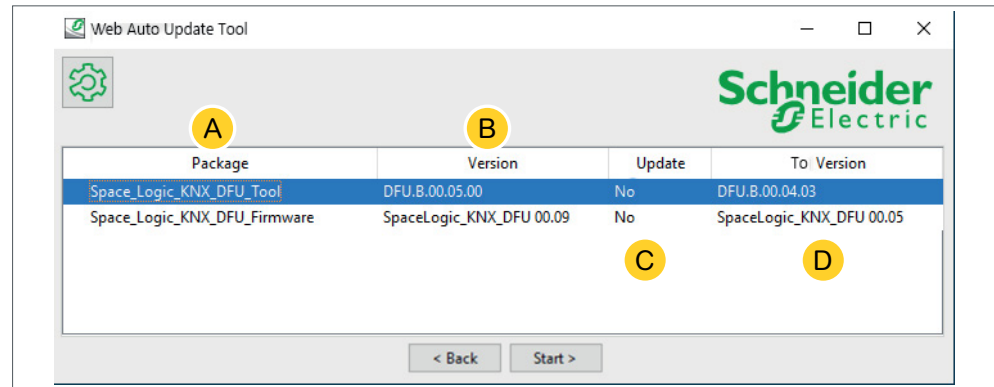 Web Auto Update Tool
Schneider
Electric
A
B
Package Version Update To Version
Space_Logic_KNX_DFU_Tool DFU.B.00.05.00 No DFU.B.00.04.03
Space_Logic_KNX_DFU_Firmware SpaceLogic_KNX_DFU 00.09 No SpaceLogic_KNX_DFU 00.05
C
D
< Back Start >